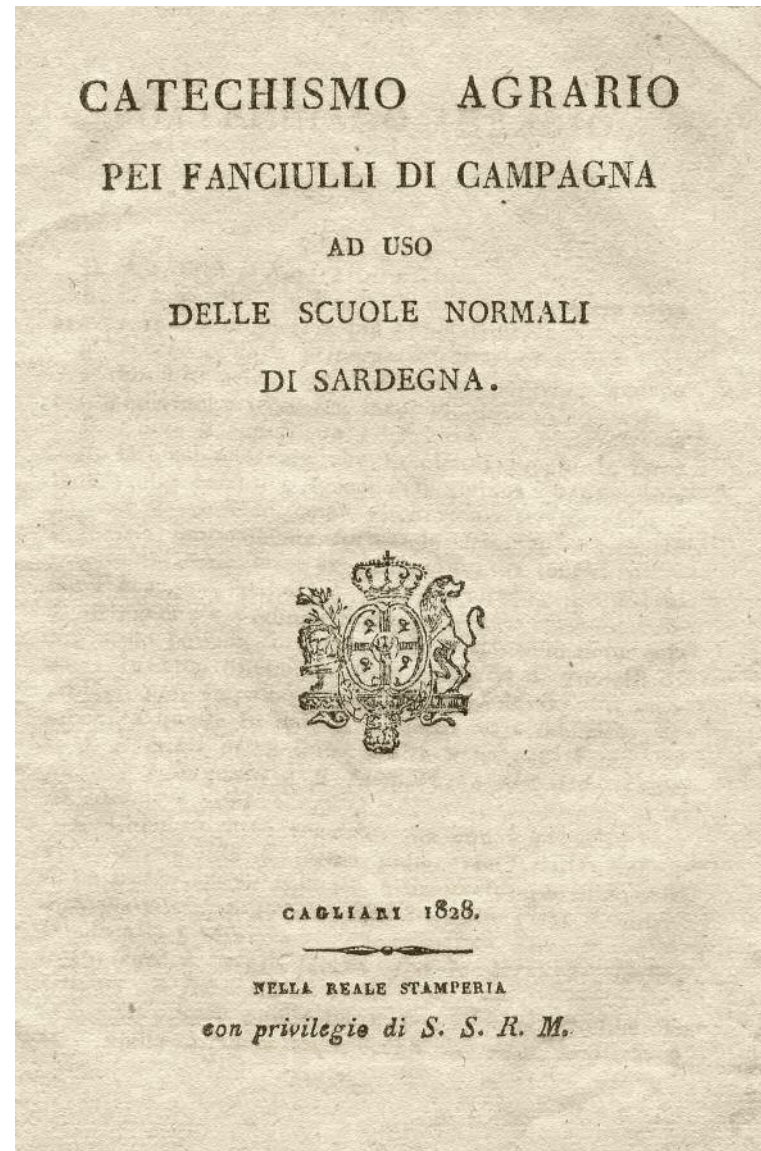 CATECHISMO AGRARIO
PEI FANCIULLI DI CAMPAGNA
AD USO
DELLE SCUOLE NORMALI
DI SARDEGNA.
CAGLIARI 1828.
NELLA REALE STAMPERIA
con privilegio di S. S. R. M.